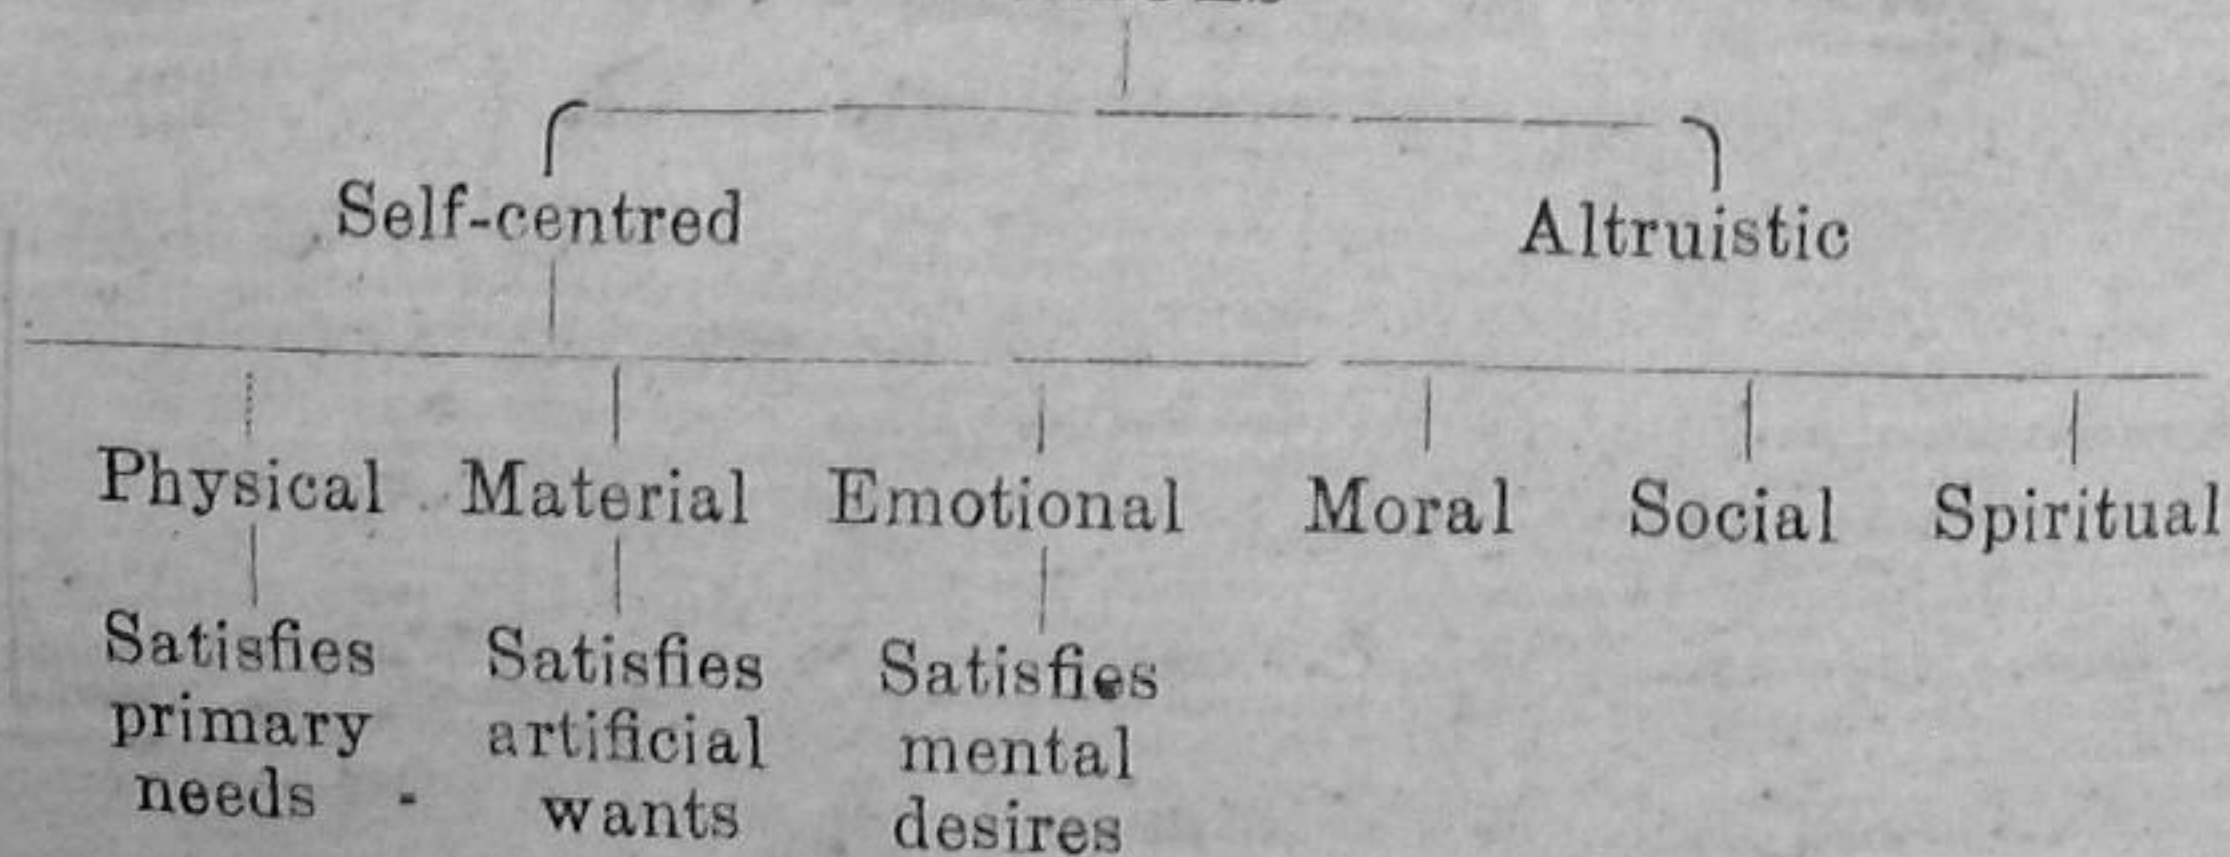 Self-centred Altruistic
Physical Material Emotional Moral Social Spiritual
Satisfies Satisfies Satisfies
primary artificial mental
needs - wants desires